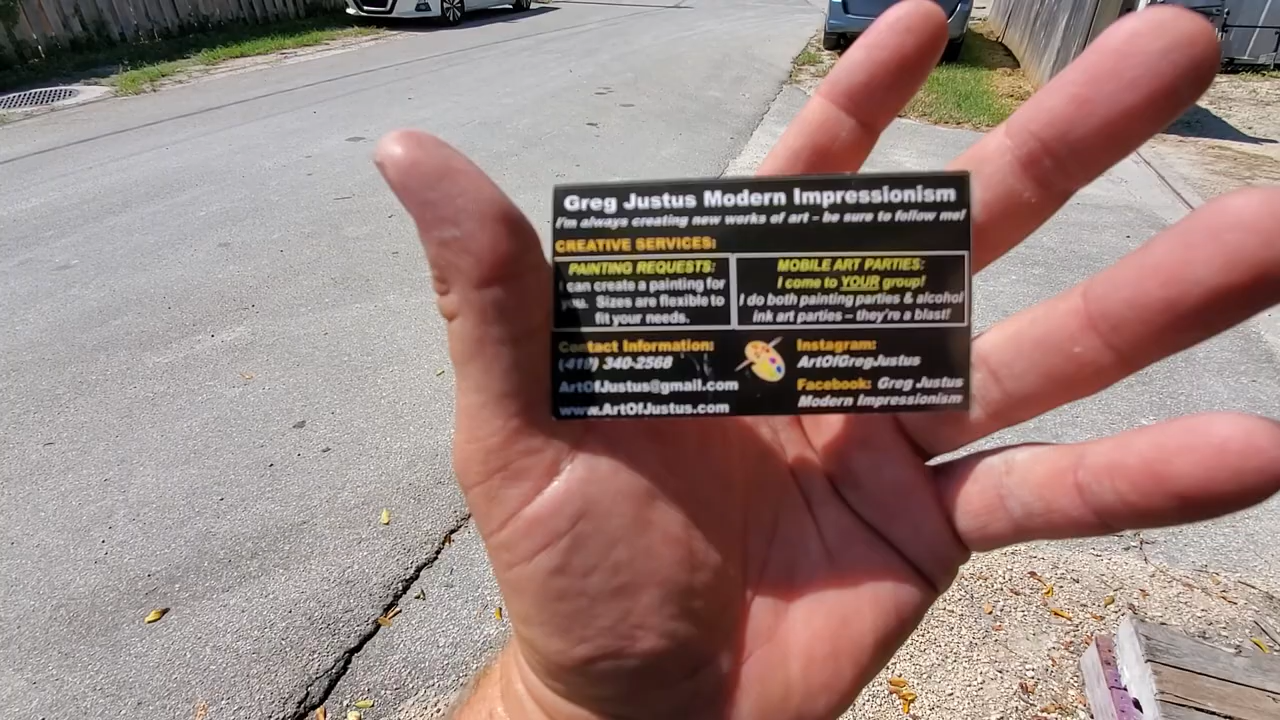 Greg Justus Modern Impressionism
I'm always creating new works of art – be sure to follow me!
CREATIVE SERVICES:
PAINTING REQUESTS:
I can create a painting for
you. Sizes are flexible to
fit your needs.
MOBILE ART PARTIES:
I come to YOUR group!
I do both painting parties & alcohol
ink art parties – they're a blast!
Contact Information:
(419) 340-2568
ArtOfJustus@gmail.com
www.ArtOfJustus.com
Instagram:
ArtOfGregJustus
Facebook: Greg Justus
Modern Impressionism